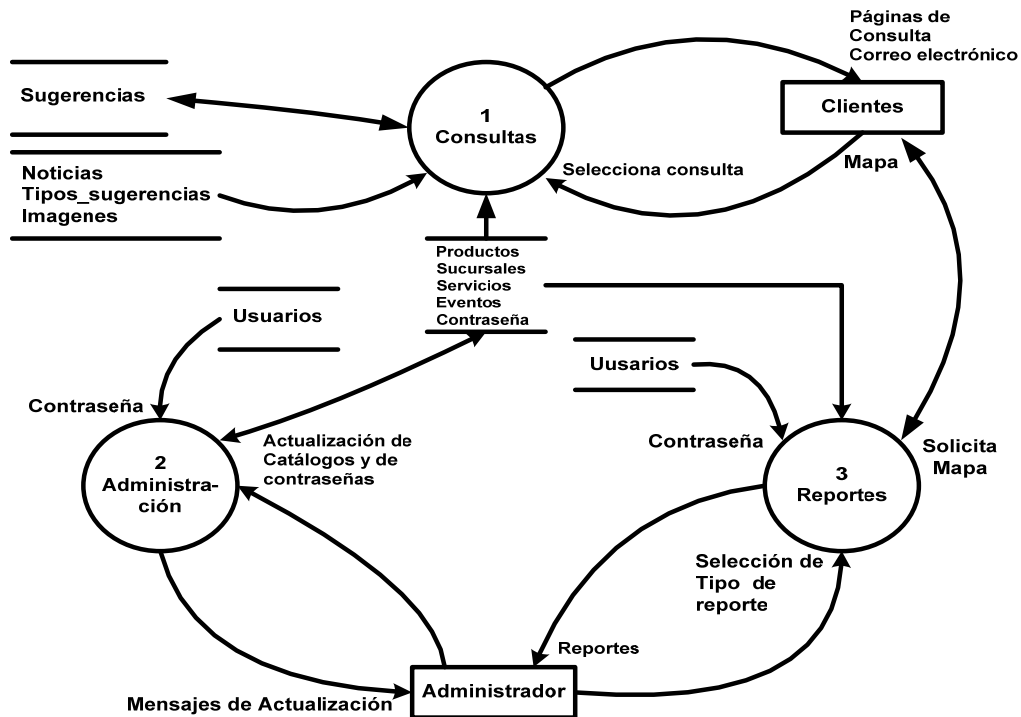 Páginas de
Consulta
Correo electrónico
Sugerencias
1
Consultas
Clientes
Noticias
Tipos_sugerencias
Imagenes
Selecciona consulta
Mapa
Productos
Sucursales
Servicios
Eventos
Contraseña
Usuarios
Uusarios
Contraseña
Actualización de
Catálogos y de
contraseñas
Contraseña
Solicita
Mapa
2
Administra-
ción
3
Reportes
Selección de
Tipo de
reporte
Reportes
Administrador
Mensajes de Actualización